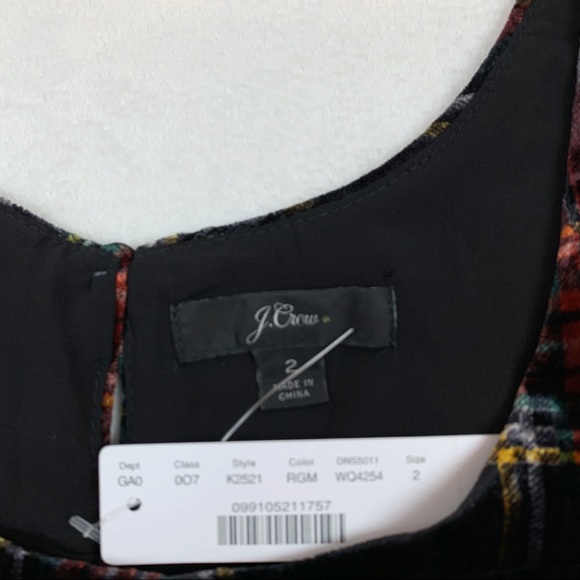 J.Crew
2
MADE IN
CHINA
Dept Class Style Color DNS5011 Size
GA0 007 K2521 RGM WQ4254 2
099105211757